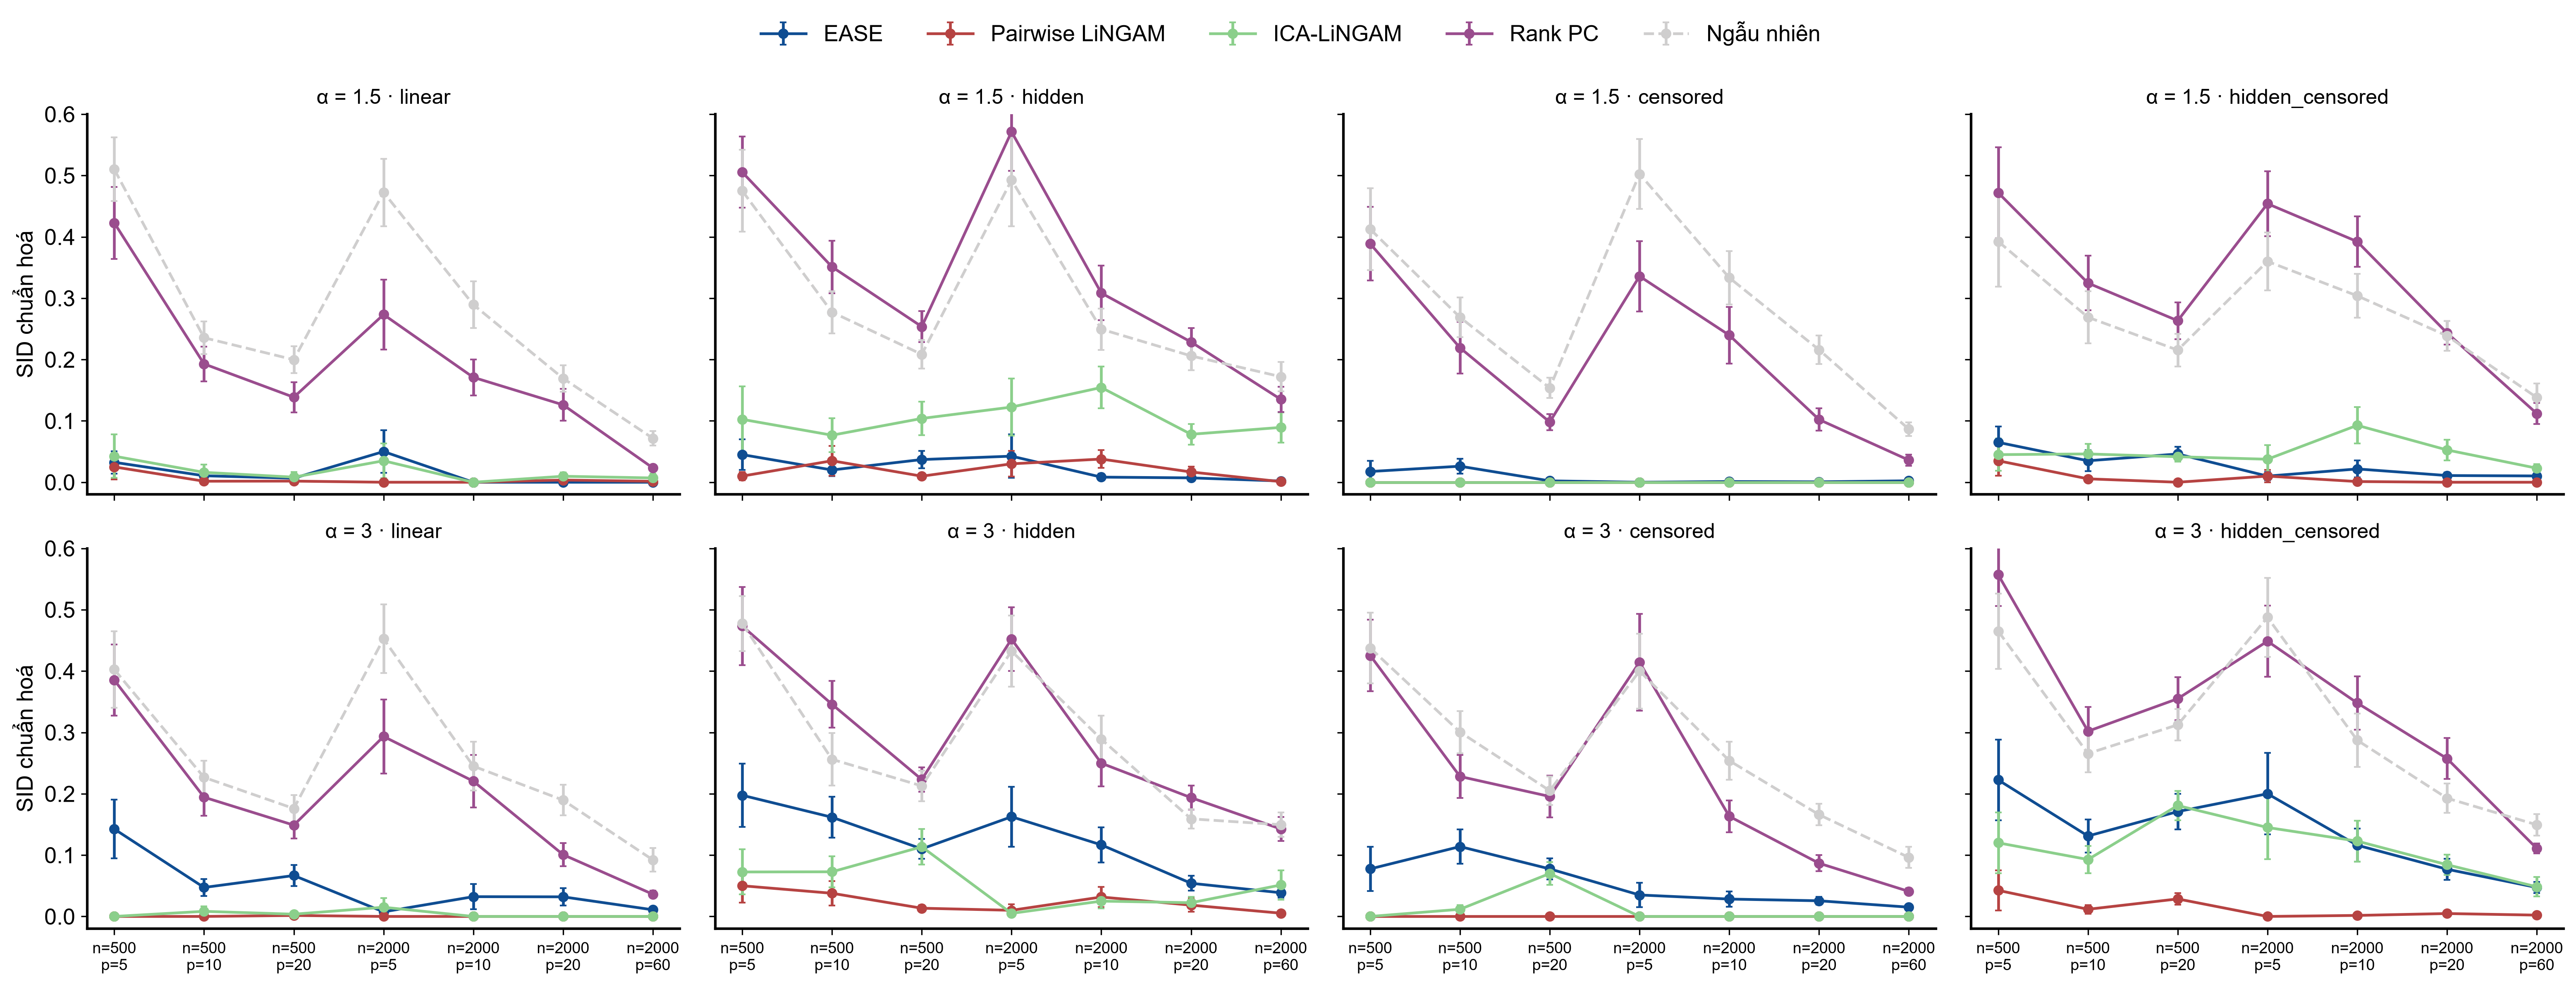 EASE Pairwise LiNGAM ICA-LiNGAM Rank PC Ngẫu nhiên
α = 1.5 · linear α = 1.5 · hidden α = 1.5 · censored α = 1.5 · hidden_censored
SID chuẩn hoá
0.6
0.5
0.4
0.3
0.2
0.1
0.0
α = 3 · linear α = 3 · hidden α = 3 · censored α = 3 · hidden_censored
SID chuẩn hoá
0.6
0.5
0.4
0.3
0.2
0.1
0.0
n=500 n=500 n=500 n=2000 n=2000 n=2000 n=2000 n=500 n=500 n=500 n=2000 n=2000 n=2000 n=2000 n=500 n=500 n=500 n=2000 n=2000 n=2000 n=2000 n=500 n=500 n=500 n=2000 n=2000 n=2000 n=2000
p=5 p=10 p=20 p=5 p=10 p=20 p=60 p=5 p=10 p=20 p=5 p=10 p=20 p=60 p=5 p=10 p=20 p=5 p=10 p=20 p=60 p=5 p=10 p=20 p=5 p=10 p=20 p=60